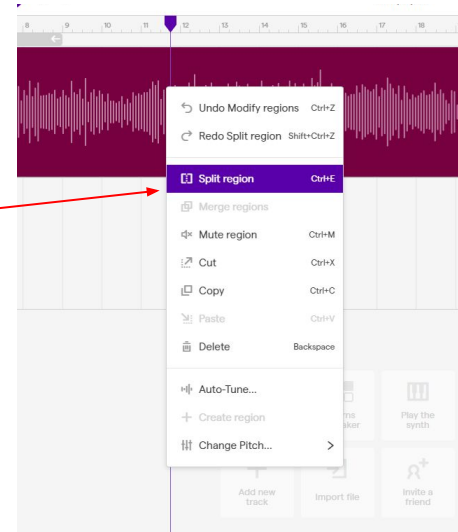 8 9 10 11 12 13 14 15 16 17 18
Undo Modify regions Ctrl+Z
Redo Split region Shift+Ctrl+Z
Split region Ctrl+E
Merge regions
Mute region Ctrl+M
Cut Ctrl+X
Copy Ctrl+C
Paste Ctrl+V
Delete Backspace
Auto-Tune...
Create region
Change Pitch...
Play the
synth
Add new
track
Import file
Invite a
friend